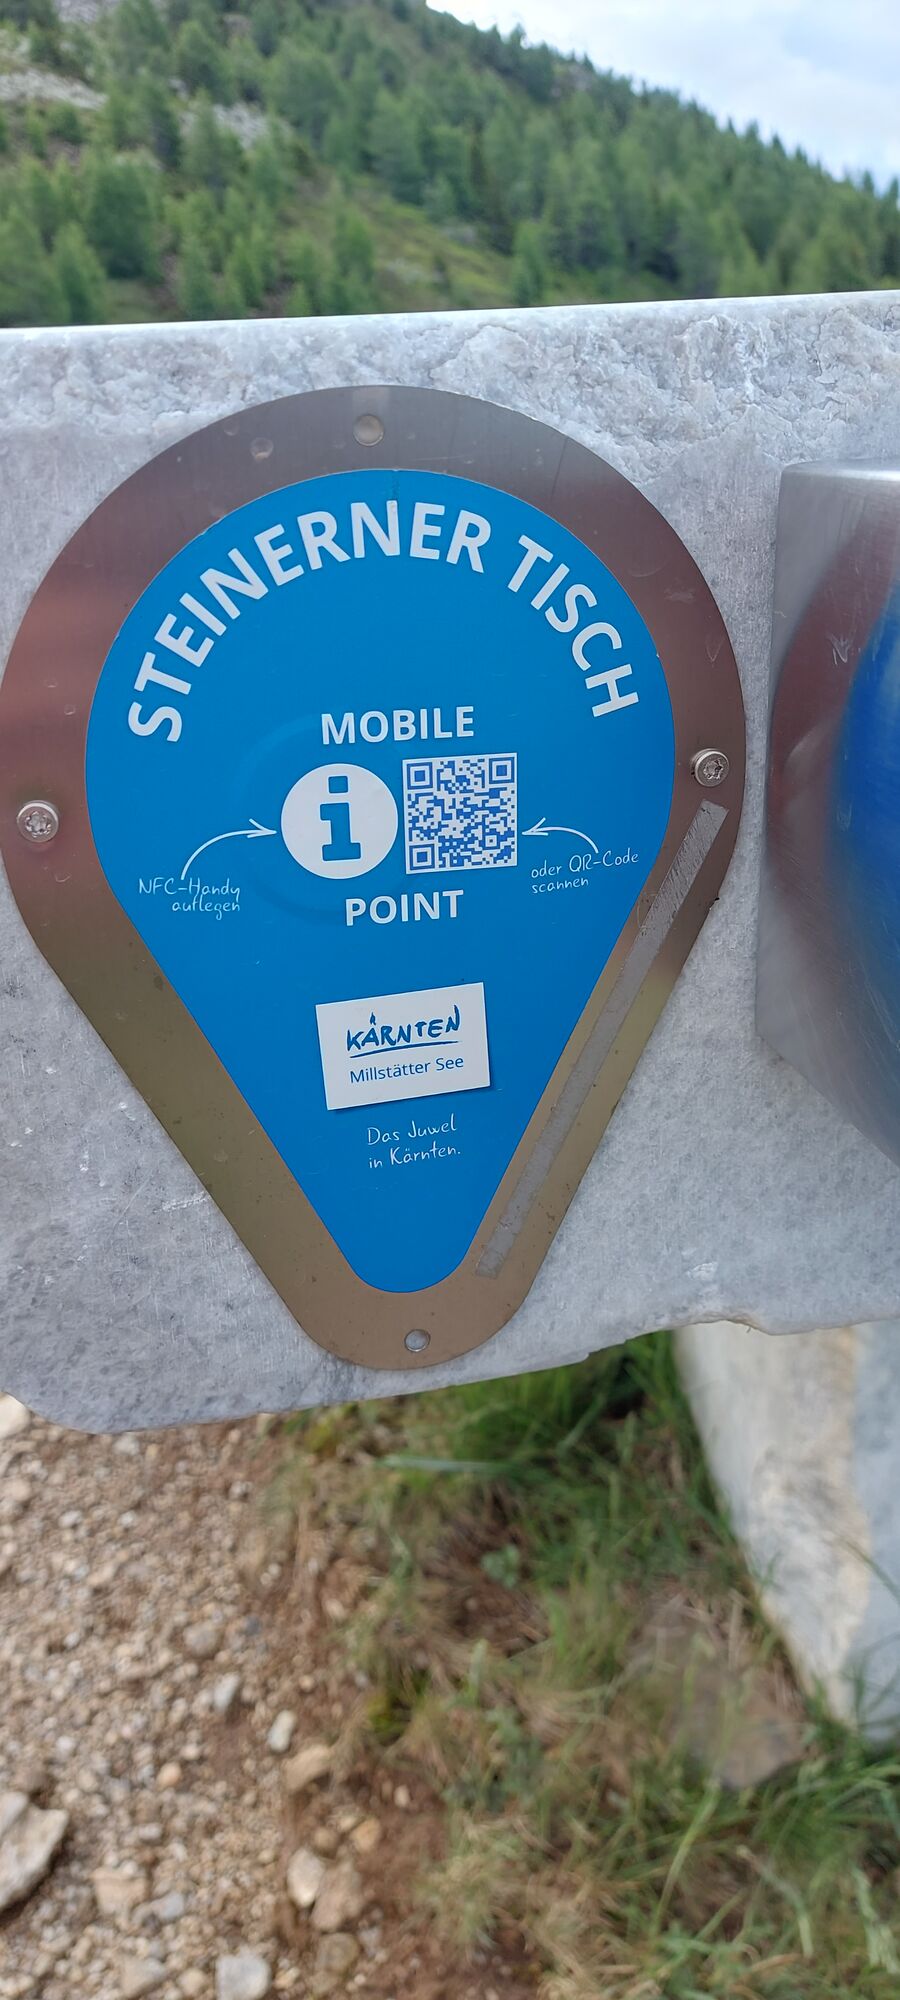 STEINERNER TISCH
MOBILE
i
NFC-Handy
auflegen
oder QR-Code
scannen
POINT
KÄRNTEN
Millstätter See
Das Juwel
in Kärnten.